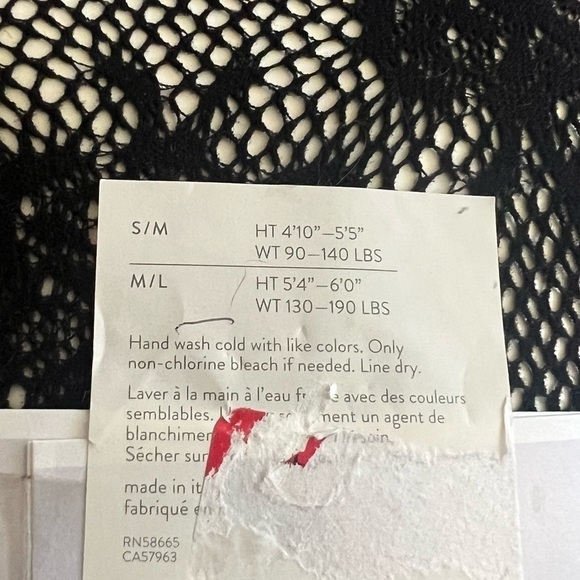 S/M HT 4'10"–5'5"
WT 90–140 LBS
M/L HT 5'4"–6'0"
WT 130–190 LBS
Hand wash cold with like colors. Only
non-chlorine bleach if needed. Line dry.
Laver à la main à l'eau avec des couleurs
semblables. un agent de
Sécher sur
made in
fabriqué
RN58665
CA57963